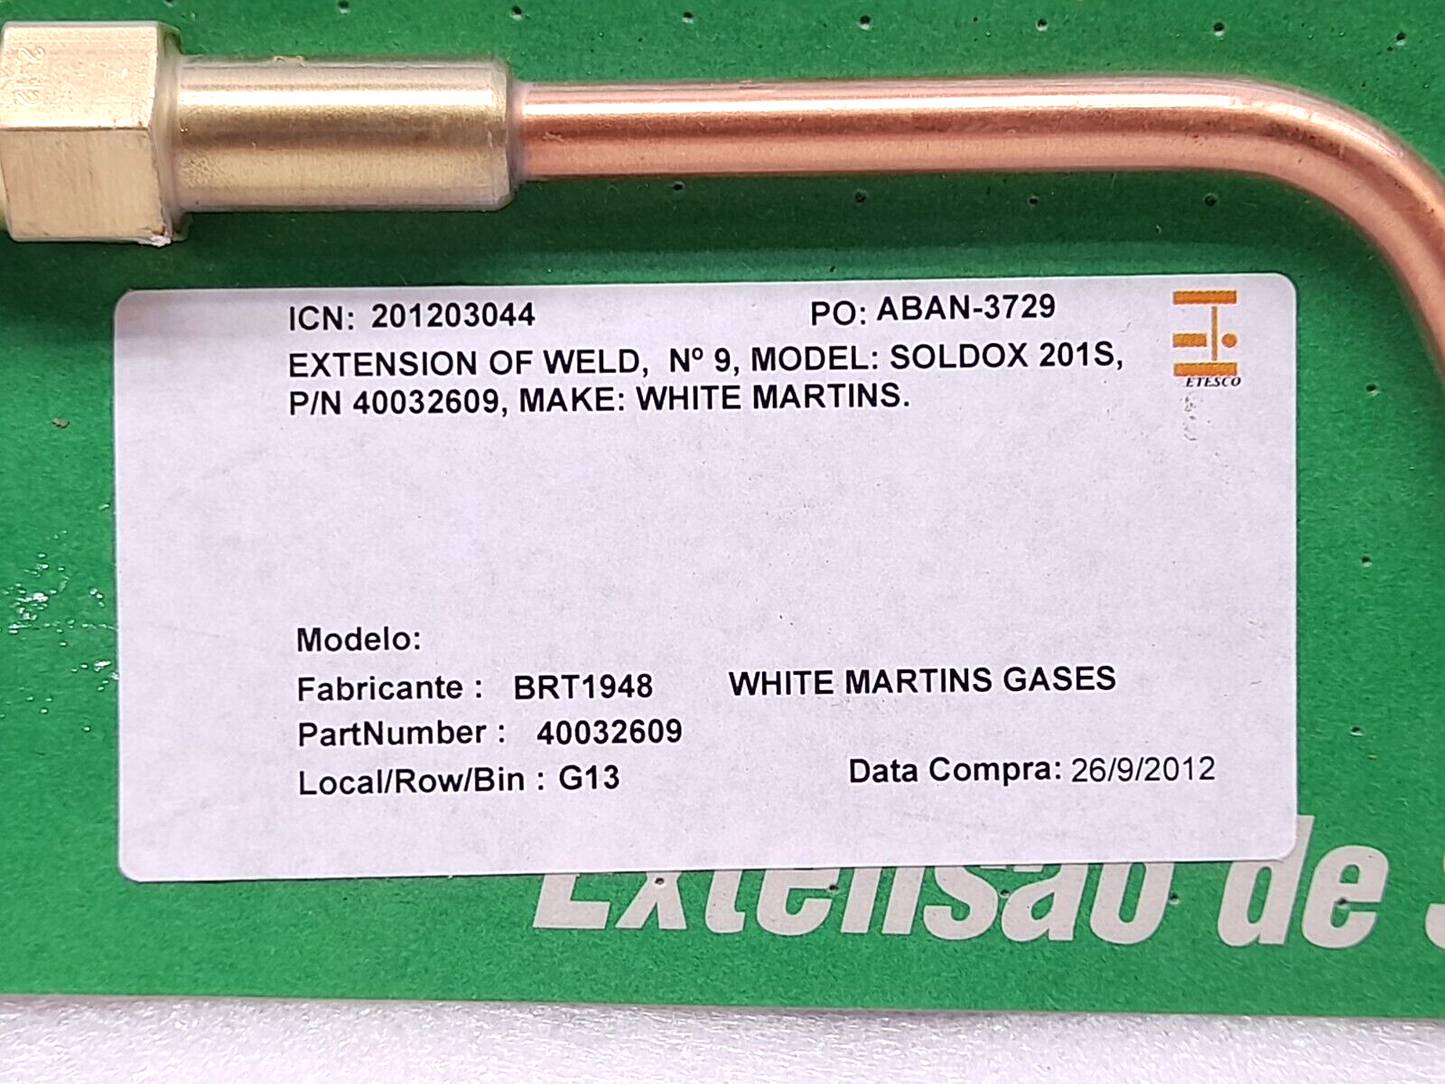 ICN: 201203044 PO: ABAN-3729
EXTENSION OF WELD, Nº 9, MODEL: SOLDOX 201S,
P/N 40032609, MAKE: WHITE MARTINS.
ETESCO
Modelo:
Fabricante : BRT1948 WHITE MARTINS GASES
PartNumber : 40032609
Local/Row/Bin : G13 Data Compra: 26/9/2012
Extensão de